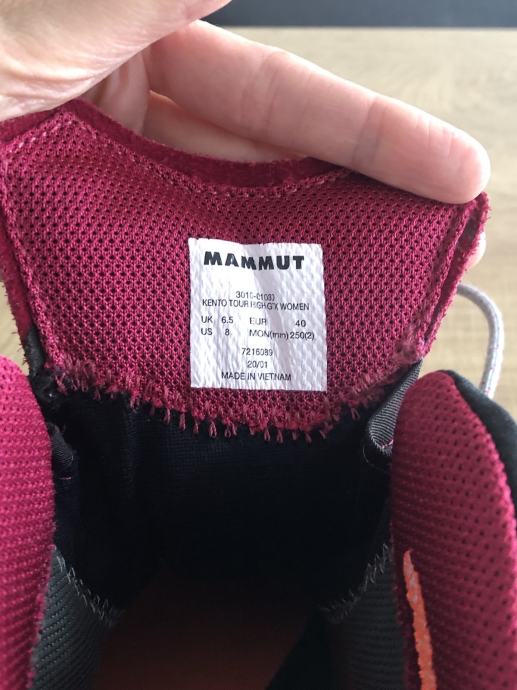 MAMMUT
3010-01080
KENTO TOUR HIGH GTX WOMEN
UK 6.5 EUR 40
US 8 MON(mm) 250(2)
7216089
20/01
MADE IN VIETNAM